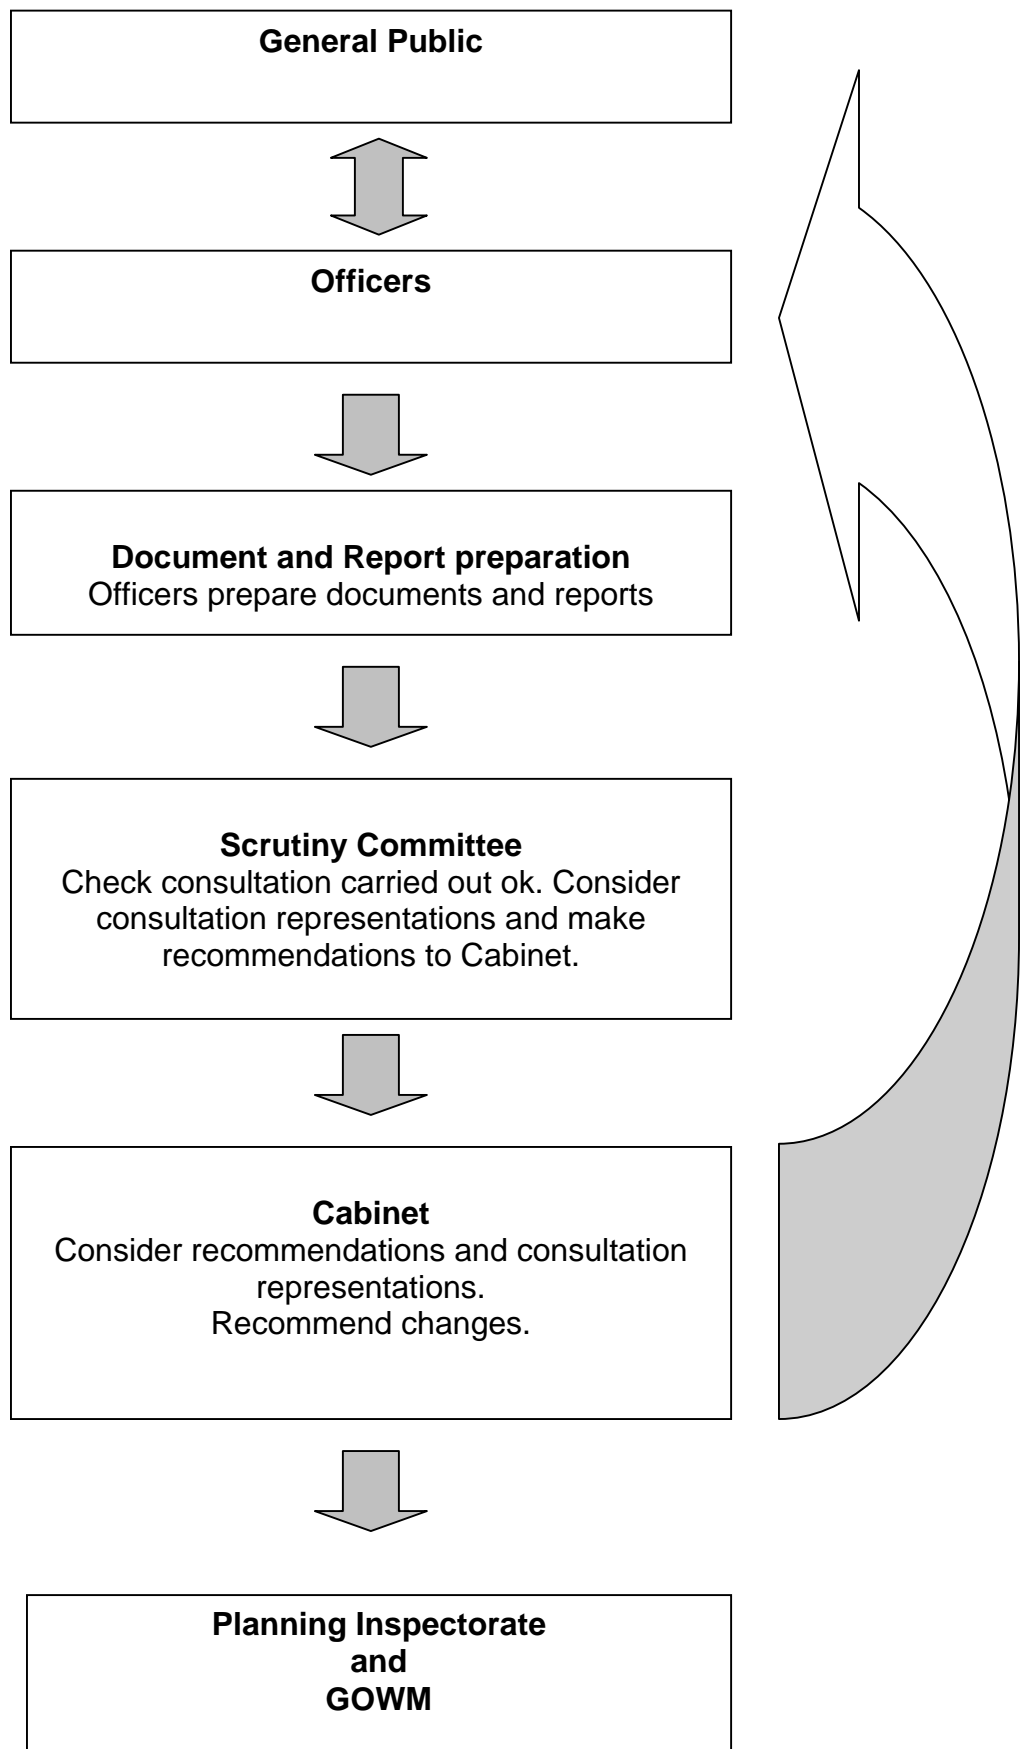 General Public
Officers
Document and Report preparation
Officers prepare documents and reports
Scrutiny Committee
Check consultation carried out ok. Consider
consultation representations and make
recommendations to Cabinet.
Cabinet
Consider recommendations and consultation
representations.
Recommend changes.
Planning Inspectorate
and
GOWM